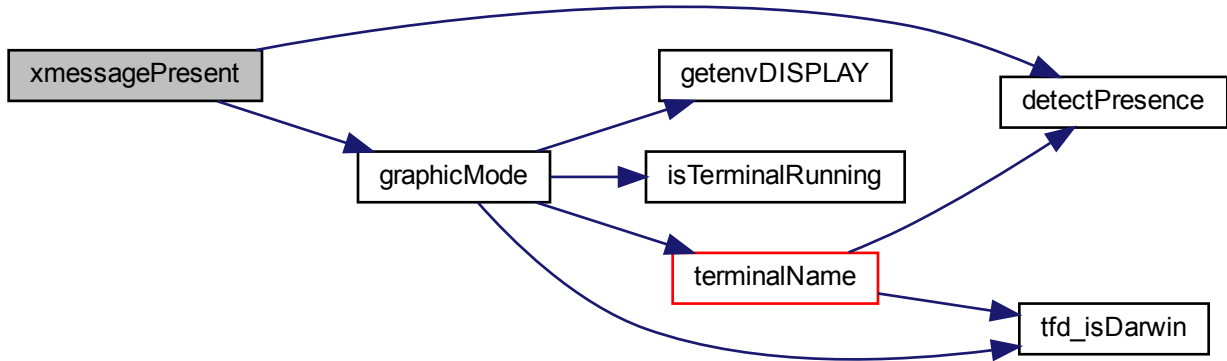 xmessagePresent
getenvDISPLAY
detectPresence
graphicMode
isTerminalRunning
terminalName
tfd_isDarwin